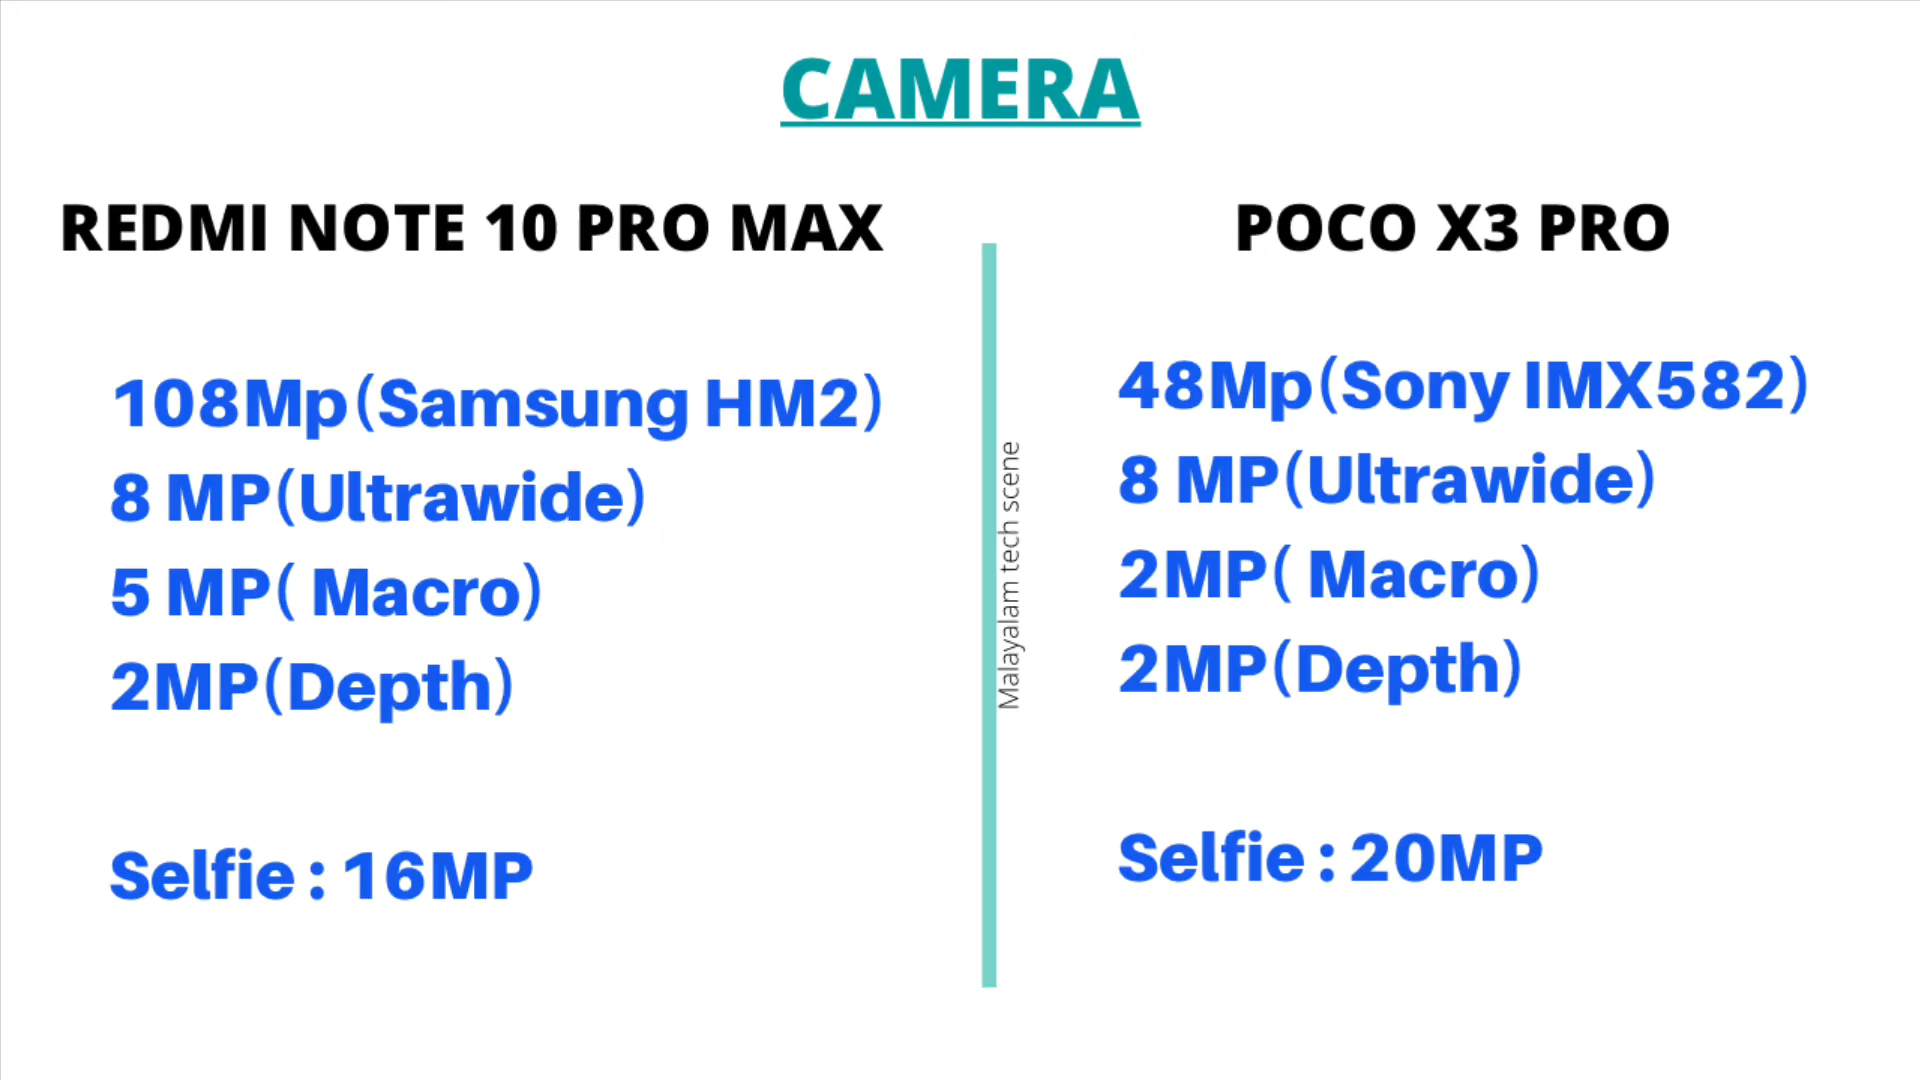 CAMERA
REDMI NOTE 10 PRO MAX
108Mp(Samsung HM2)
8 MP(Ultrawide)
5 MP( Macro)
2MP(Depth)
Selfie : 16MP
Malayalam tech scene
POCO X3 PRO
48Mp(Sony IMX582)
8 MP(Ultrawide)
2MP( Macro)
2MP(Depth)
Selfie : 20MP